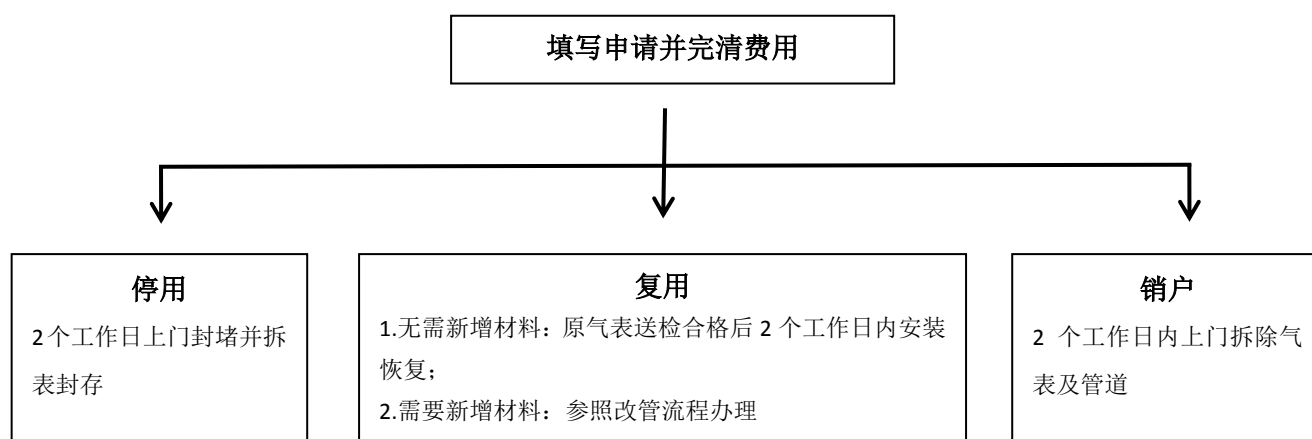 填写申请并完清费用
停用
2个工作日上门封堵并拆
表封存
复用
1.无需新增材料：原气表送检合格后 2 个工作日内安装
恢复；
2.需要新增材料：参照改管流程办理
销户
2 个工作日内上门拆除气
表及管道